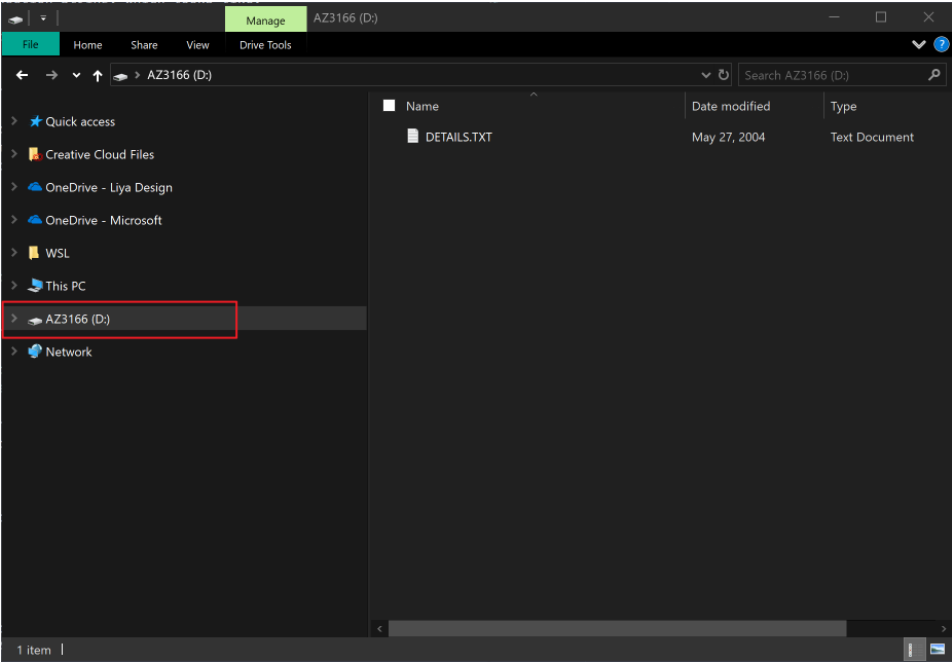 Manage AZ3166 (D:)
File Home Share View Drive Tools
AZ3166 (D:) Search AZ3166 (D:)
Name Date modified Type
Quick access
DETAILS.TXT May 27, 2004 Text Document
Creative Cloud Files
OneDrive - Liya Design
OneDrive - Microsoft
WSL
This PC
AZ3166 (D:)
Network
1 item